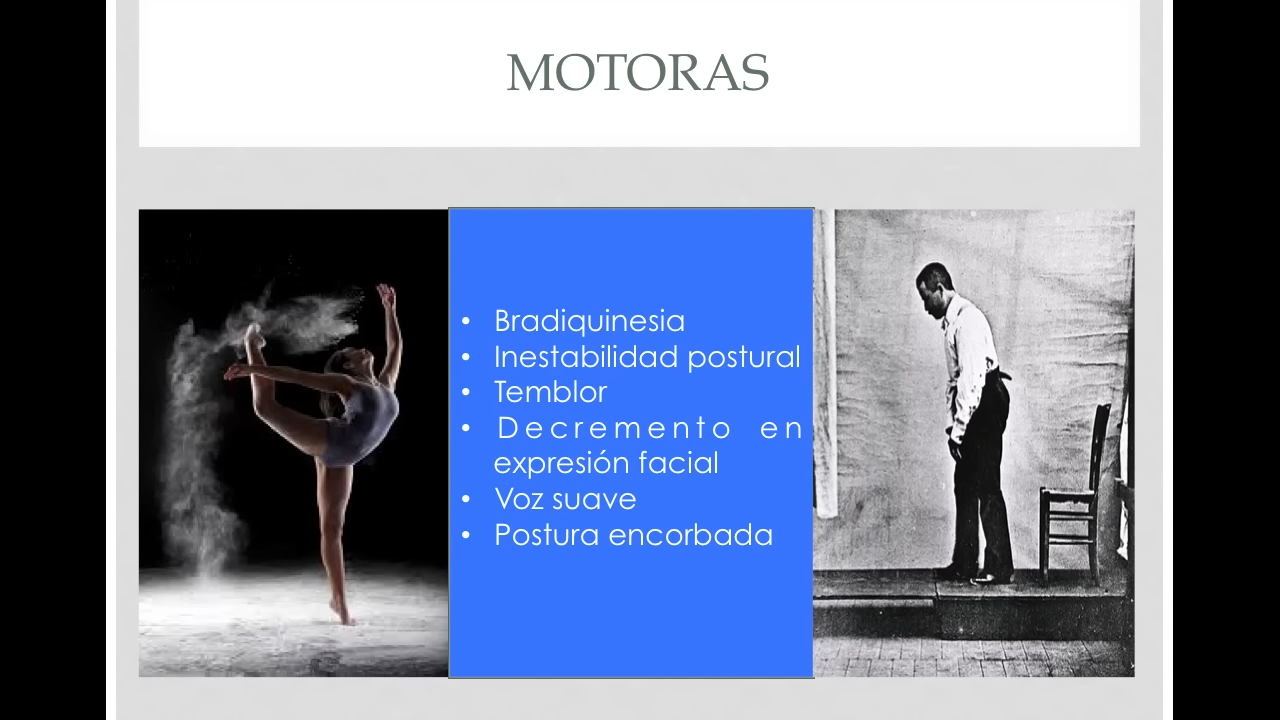 MOTORAS
• Bradiquinesia
• Inestabilidad postural
• Temblor
• Decremento en
expresión facial
• Voz suave
• Postura encorbada